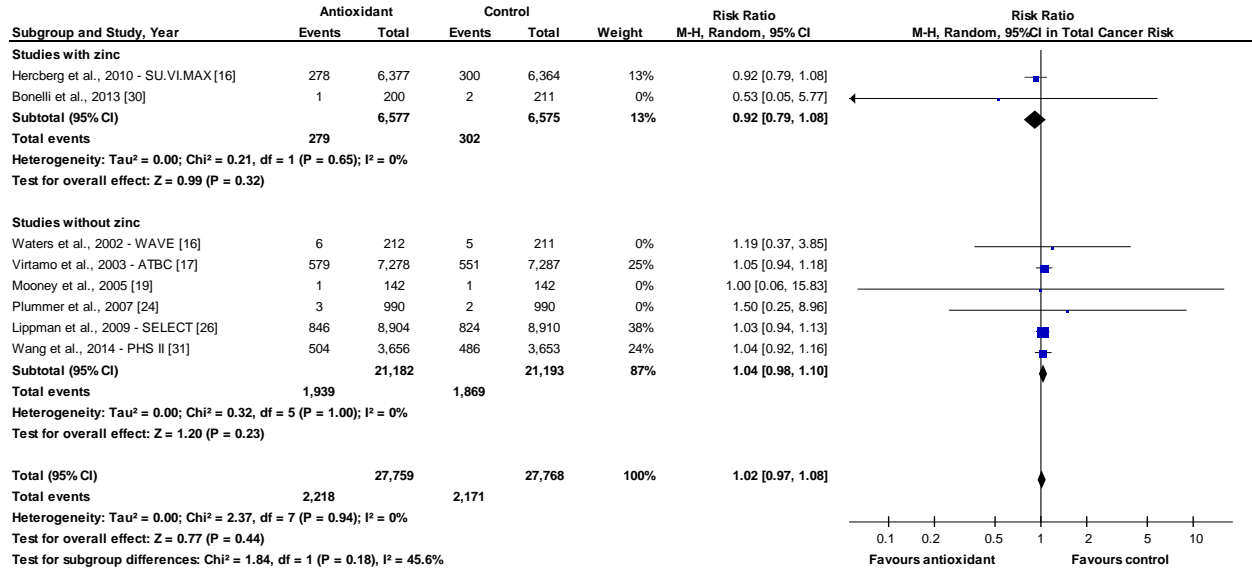 Antioxidant Control Risk Ratio Risk Ratio
Subgroup and Study, Year Events Total Events Total Weight M-H, Random, 95% CI M-H, Random, 95%CI in Total Cancer Risk
Studies with zinc
Hercberg et al., 2010 - SU.VI.MAX [16] 278 6,377 300 6,364 13% 0.92 [0.79, 1.08]
Bonelli et al., 2013 [30] 1 200 2 211 0% 0.53 [0.05, 5.77]
Subtotal (95% CI) 6,577 6,575 13% 0.92 [0.79, 1.08]
Total events 279 302
Heterogeneity: Tau² = 0.00; Chi² = 0.21, df = 1 (P = 0.65); I² = 0%
Test for overall effect: Z = 0.99 (P = 0.32)
Studies without zinc
Waters et al., 2002 - WAVE [16] 6 212 5 211 0% 1.19 [0.37, 3.85]
Virtamo et al., 2003 - ATBC [17] 579 7,278 551 7,287 25% 1.05 [0.94, 1.18]
Mooney et al., 2005 [19] 1 142 1 142 0% 1.00 [0.06, 15.83]
Plummer et al., 2007 [24] 3 990 2 990 0% 1.50 [0.25, 8.96]
Lippman et al., 2009 - SELECT [26] 846 8,904 824 8,910 38% 1.03 [0.94, 1.13]
Wang et al., 2014 - PHS II [31] 504 3,656 486 3,653 24% 1.04 [0.92, 1.16]
Subtotal (95% CI) 21,182 21,193 87% 1.04 [0.98, 1.10]
Total events 1,939 1,869
Heterogeneity: Tau² = 0.00; Chi² = 0.32, df = 5 (P = 1.00); I² = 0%
Test for overall effect: Z = 1.20 (P = 0.23)
Total (95% CI) 27,759 27,768 100% 1.02 [0.97, 1.08]
Total events 2,218 2,171
Heterogeneity: Tau² = 0.00; Chi² = 2.37, df = 7 (P = 0.94); I² = 0%
Test for overall effect: Z = 0.77 (P = 0.44)
Test for subgroup differences: Chi² = 1.84, df = 1 (P = 0.18), I² = 45.6%
0.1 0.2 0.5 1 2 5 10
Favours antioxidant Favours control